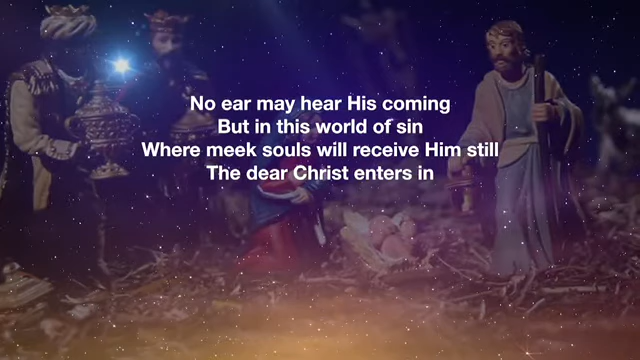 No ear may hear His coming
But in this world of sin
Where meek souls will receive Him still
The dear Christ enters in